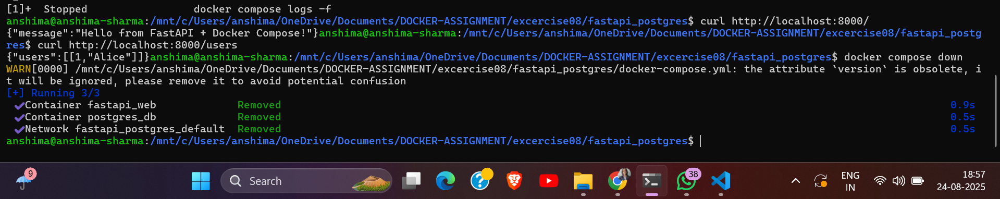 [1]+  Stopped                 docker compose logs -f
anshima@anshima-sharma:/mnt/c/Users/anshima/OneDrive/Documents/DOCKER-ASSIGNMENT/excercise08/fastapi_postgres$ curl http://localhost:8000/
{"message":"Hello from FastAPI + Docker Compose!"}anshima@anshima-sharma:/mnt/c/Users/anshima/OneDrive/Documents/DOCKER-ASSIGNMENT/excercise08/fastapi_postg
res$ curl http://localhost:8000/users
{"users":[[1,"Alice"]]}anshima@anshima-sharma:/mnt/c/Users/anshima/OneDrive/Documents/DOCKER-ASSIGNMENT/excercise08/fastapi_postgres$ docker compose down
WARN[0000] /mnt/c/Users/anshima/OneDrive/Documents/DOCKER-ASSIGNMENT/excercise08/fastapi_postgres/docker-compose.yml: the attribute `version` is obsolete, i
t will be ignored, please remove it to avoid potential confusion
[+] Running 3/3
✔Container fastapi_web             Removed 0.9s
✔Container postgres_db             Removed 0.5s
✔Network fastapi_postgres_default  Removed 0.5s
anshima@anshima-sharma:/mnt/c/Users/anshima/OneDrive/Documents/DOCKER-ASSIGNMENT/excercise08/fastapi_postgres$
9
Search
38
ENG
IN
18:57
24-08-2025